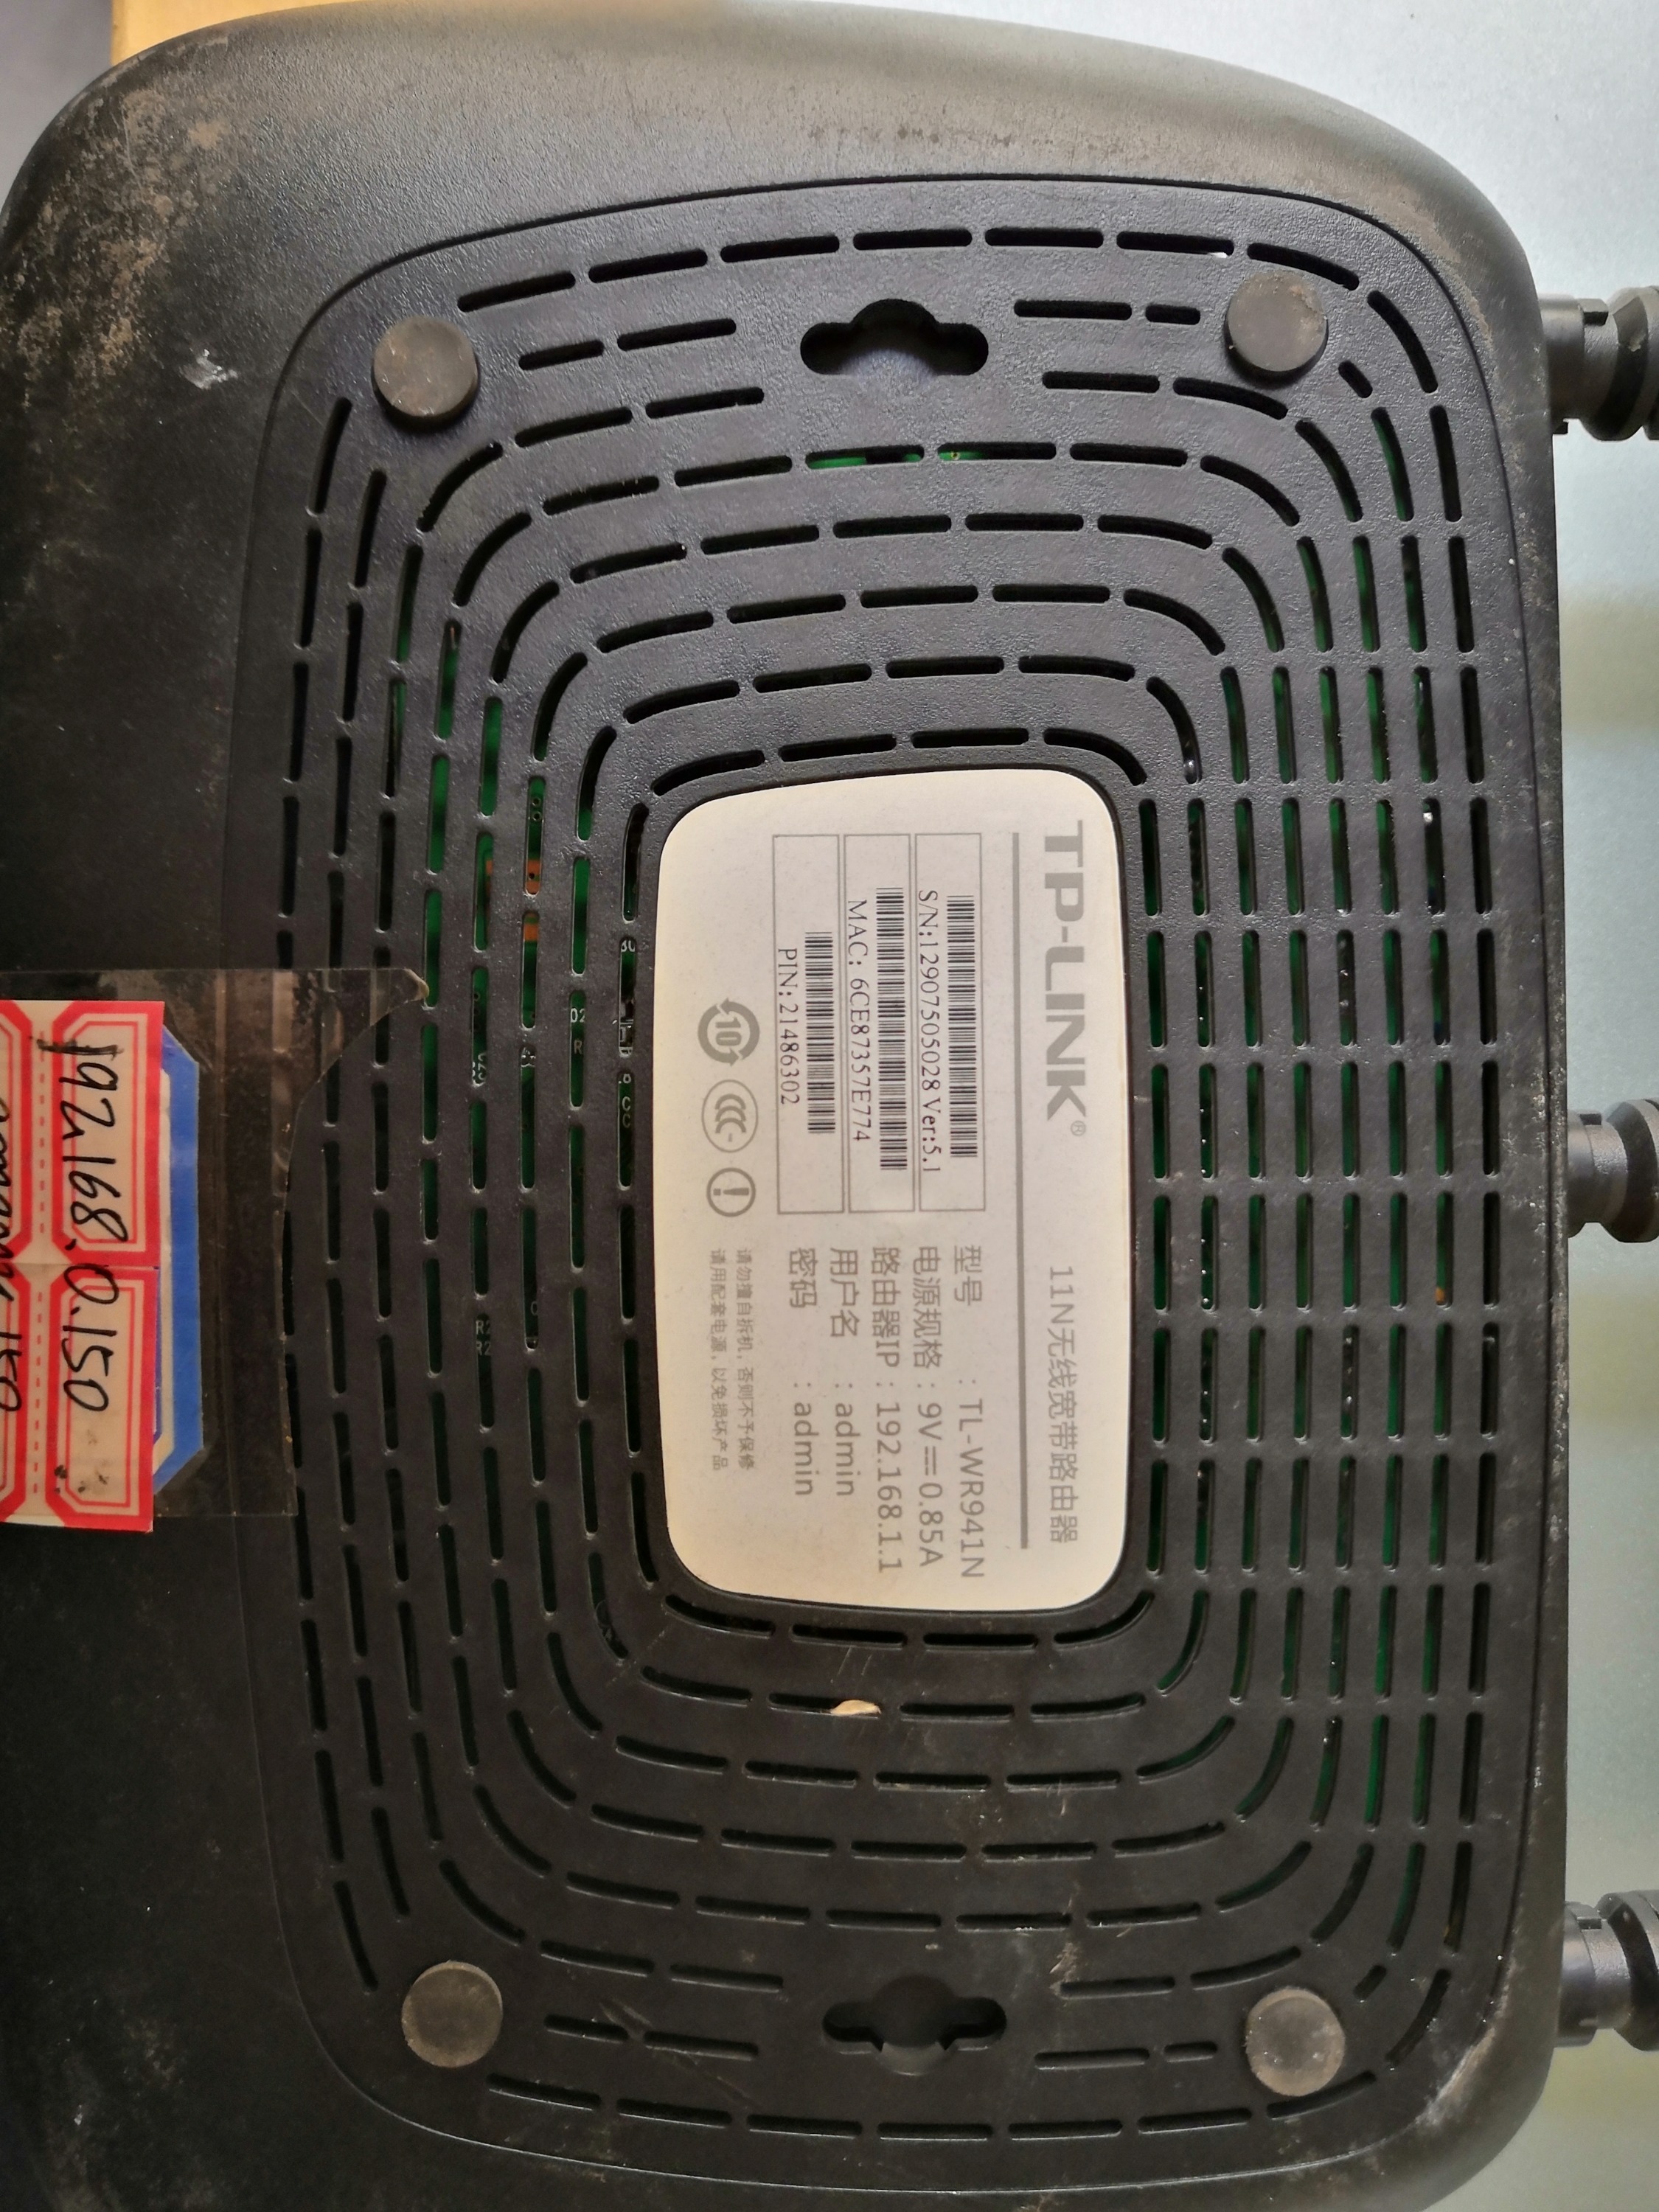 TP-LINK®
11N无线宽带路由器
S/N:1290750502 8 Ver:5.1
MAC: 6CE87357E774
PIN:21486302
型号 : TL-WR941N
电源规格 : 9V⎓0.85A
路由器IP : 192.168.1.1
用户名 : admin
密码 : admin
10
请勿擅自拆机，否则不予保修
请用配套电源，以免损坏产品
192.168.0.150